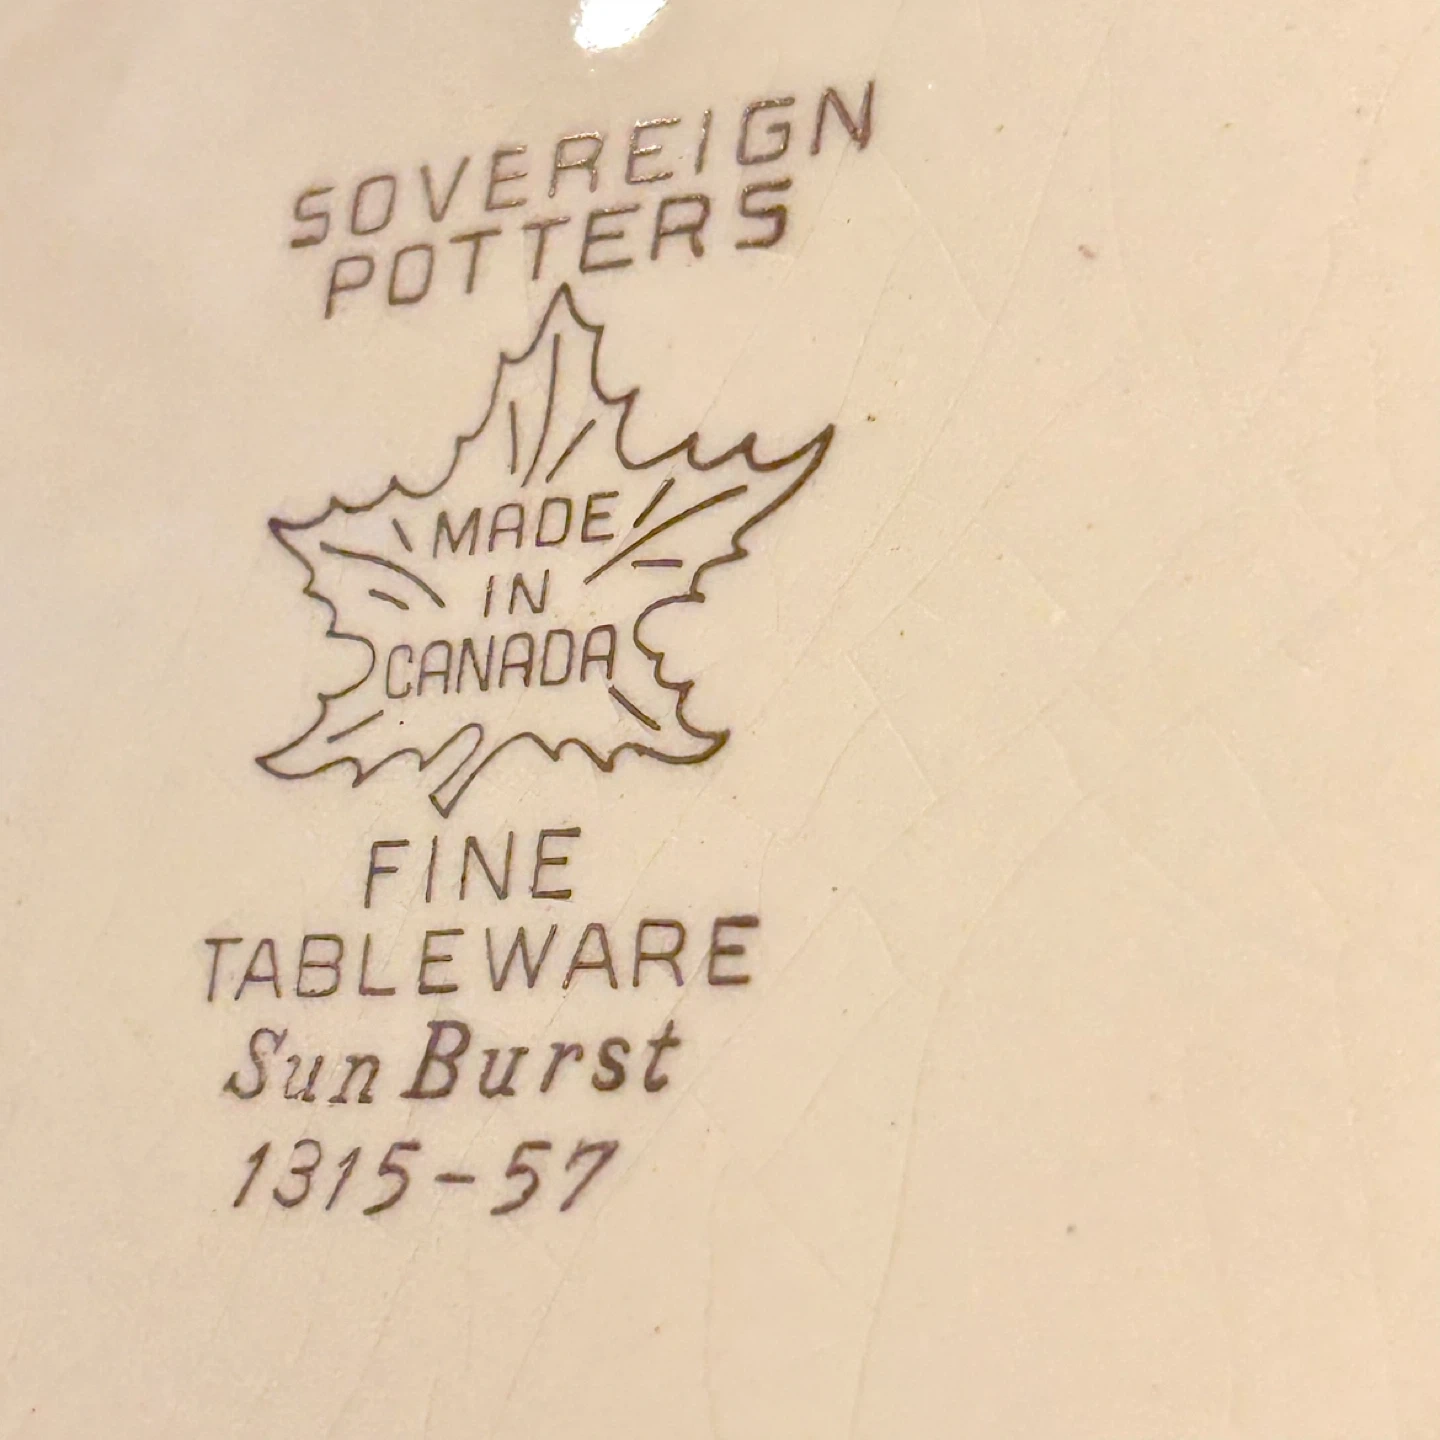 SOVEREIGN
POTTERS
MADE
IN
CANADA
FINE
TABLEWARE
Sun Burst
1315-57